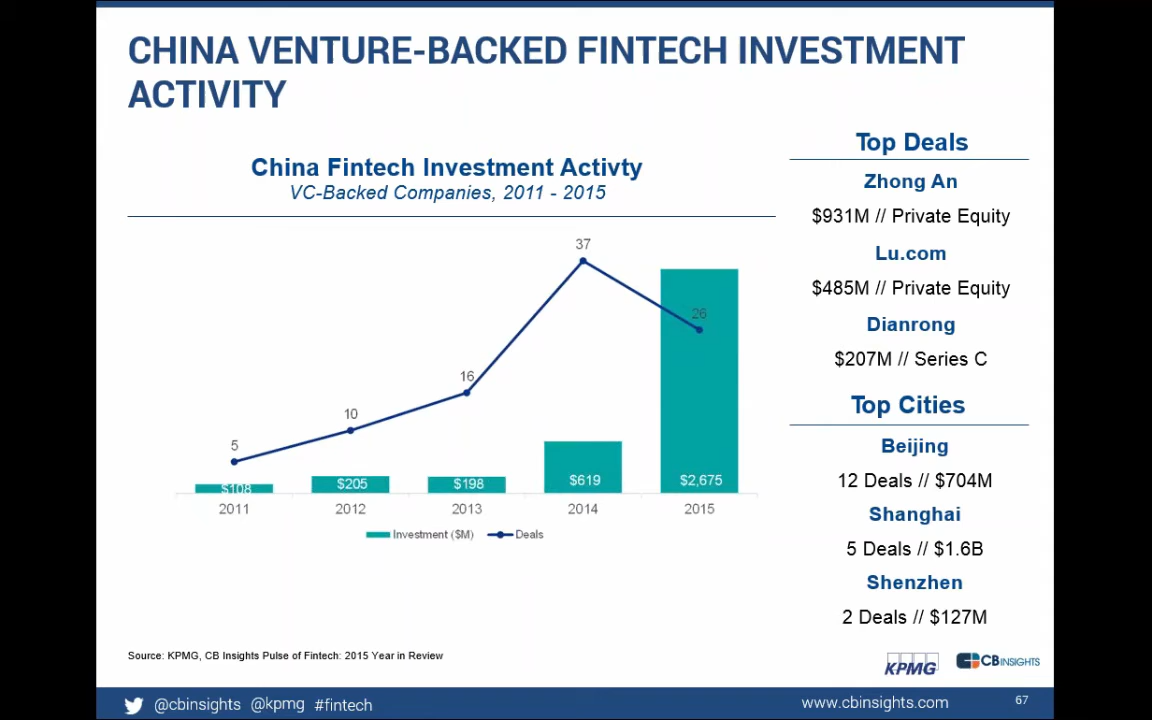 CHINA VENTURE-BACKED FINTECH INVESTMENT
ACTIVITY
China Fintech Investment Activty
VC-Backed Companies, 2011 - 2015
37
26
16
10
5
$108
$205
$198
$619
$2,675
2011
2012
2013
2014
2015
Investment ($M)
Deals
Top Deals
Zhong An
$931M // Private Equity
Lu.com
$485M // Private Equity
Dianrong
$207M // Series C
Top Cities
Beijing
12 Deals // $704M
Shanghai
5 Deals // $1.6B
Shenzhen
2 Deals // $127M
Source: KPMG, CB Insights Pulse of Fintech: 2015 Year in Review
KPMG
CBINSIGHTS
@cbinsights @kpmg #fintech
www.cbinsights.com
67